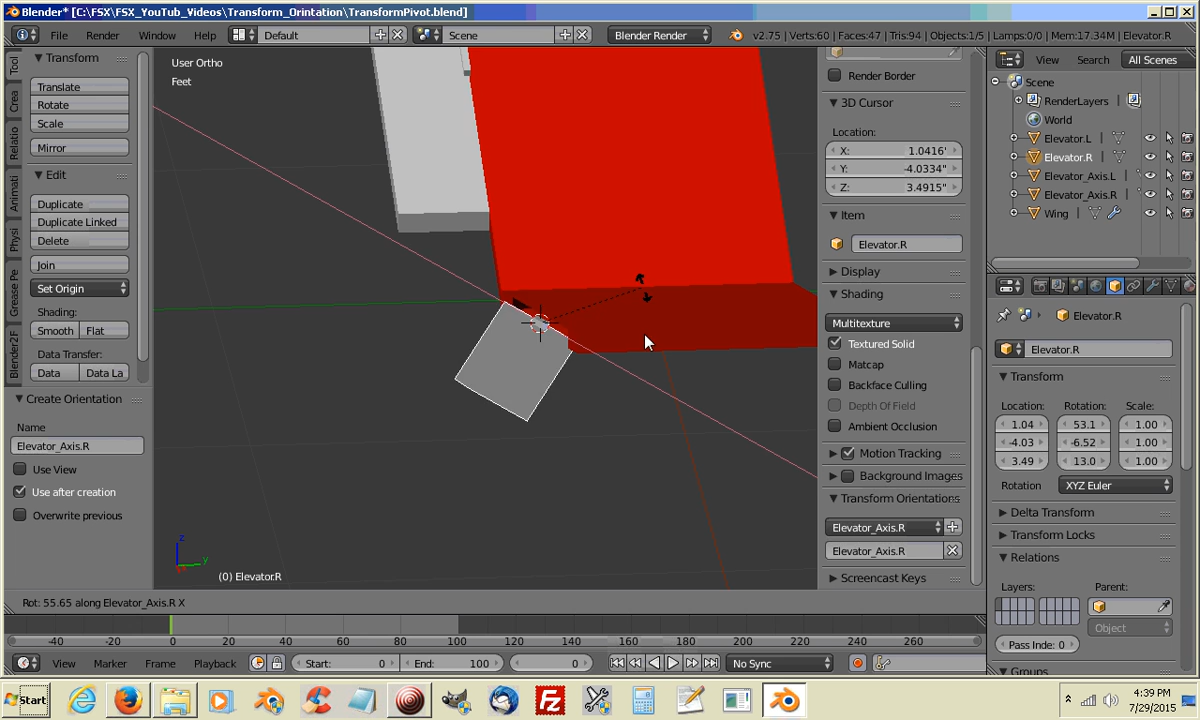 Blender* [C:\FSX\FSX_YouTub_Videos\Transform_Orintation\TransformPivot.blend]
File Render Window Help Default Scene Blender Render v2.75 | Verts:60 | Faces:47 | Tris:94 | Objects:1/5 | Lamps:0/0 | Mem:17.34M | Elevator.R
Tool
Crea
Relatio
Animati
Physi
Grease Pe
Blender2F
Transform
Translate
Rotate
Scale
Mirror
Edit
Duplicate
Duplicate Linked
Delete
Join
Set Origin
Shading:
Smooth Flat
Data Transfer:
Data Data La
Create Orientation
Name
Elevator_Axis.R
Use View
Use after creation
Overwrite previous
User Ortho
Feet
z
y
(0) Elevator.R
Render Border
3D Cursor
Location:
X: 1.0416'
Y: -4.0334'
Z: 3.4915'
Item
Elevator.R
Display
Shading
Multitexture
Textured Solid
Matcap
Backface Culling
Depth Of Field
Ambient Occlusion
Motion Tracking
Background Images
Transform Orientations
Elevator_Axis.R
Elevator_Axis.R
Screencast Keys
View Search All Scenes
Scene
RenderLayers
World
Elevator.L
Elevator.R
Elevator_Axis.L
Elevator_Axis.R
Wing
Elevator.R
Elevator.R
Transform
Location: Rotation: Scale:
1.04 53.1 1.00
-4.03 -6.52 1.00
3.49 13.0 1.00
Rotation XYZ Euler
Delta Transform
Transform Locks
Relations
Layers: Parent:
Object
Pass Inde: 0
Groups
Rot: 55.65 along Elevator_Axis.R X
-40 -20 0 20 40 60 80 100 120 140 160 180 200 220 240 260
View Marker Frame Playback Start: 0 End: 100 0 No Sync
Start
4:39 PM
7/29/2015